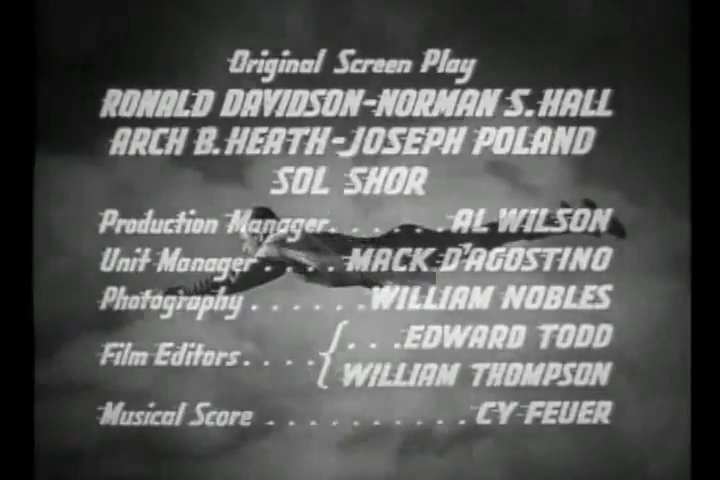 Original Screen Play
RONALD DAVIDSON-NORMAN S. HALL
ARCH B. HEATH-JOSEPH POLAND
SOL SHOR
Production Manager. . . . . . AL WILSON
Unit Manager. . . . . MACK D'AGOSTINO
Photography . . . . . . WILLIAM NOBLES
Film Editors. . . . { . . . EDWARD TODD
WILLIAM THOMPSON
Musical Score . . . . . . . . . . CY FEUER